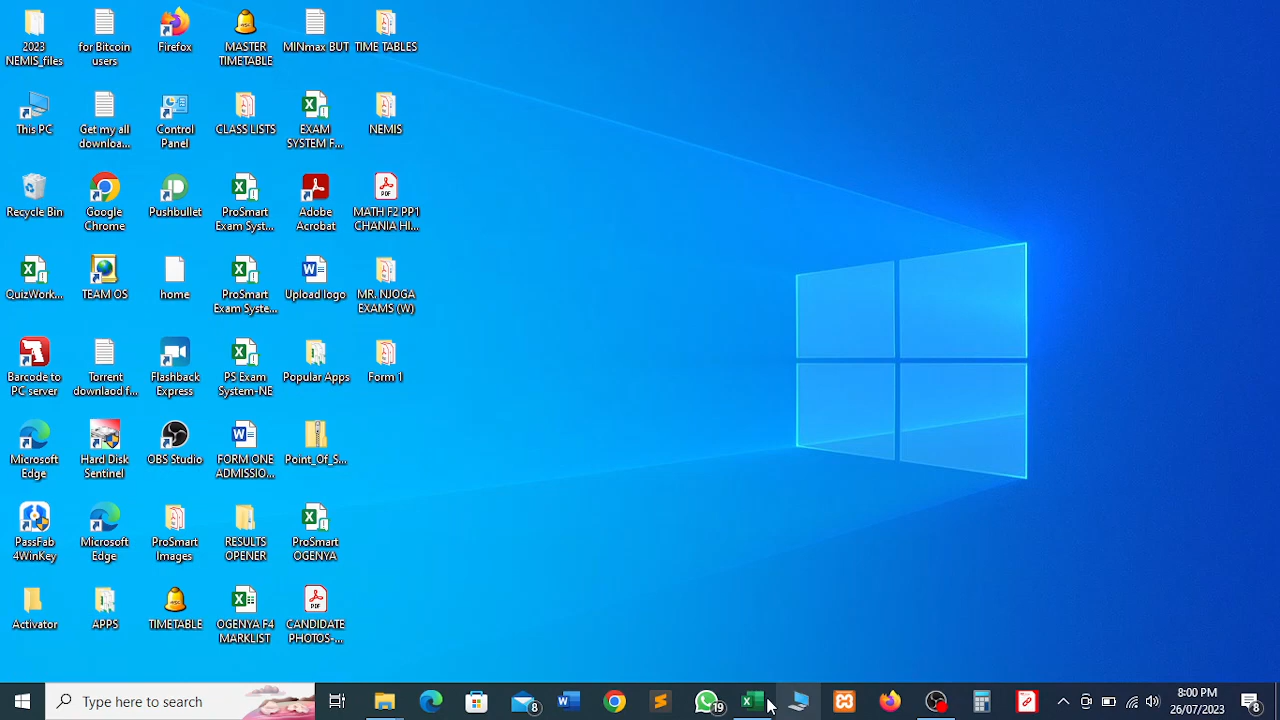 2023
NEMIS_files
for Bitcoin
users
Firefox
MASTER
TIMETABLE
MINmax BUT
TIME TABLES
This PC
Get my all
downloa...
Control
Panel
CLASS LISTS
EXAM
SYSTEM F...
NEMIS
Recycle Bin
Google
Chrome
Pushbullet
ProSmart
Exam Syst...
Adobe
Acrobat
PDF
MATH F2 PP1
CHANIA HI...
QuizWork...
TEAM OS
home
ProSmart
Exam Syste...
Upload logo
MR. NJOGA
EXAMS (W)
Barcode to
PC server
Torrent
downlaod f...
Flashback
Express
PS Exam
System-NE
Popular Apps
Form 1
Microsoft
Edge
Hard Disk
Sentinel
OBS Studio
FORM ONE
ADMISSIO...
Point_Of_S...
PassFab
4WinKey
Microsoft
Edge
ProSmart
Images
RESULTS
OPENER
ProSmart
OGENYA
Activator
APPS
TIMETABLE
OGENYA F4
MARKLIST
PDF
CANDIDATE
PHOTOS-...
Type here to search
8
19
8:00 PM
26/07/2023
8